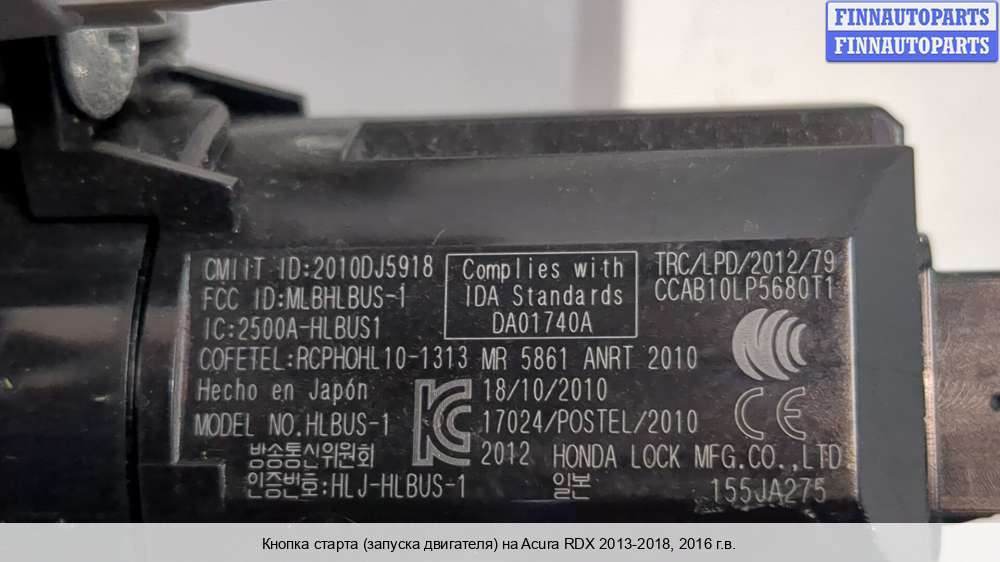 FINNAUTOPARTS
FINNAUTOPARTS
CMIIT ID:2010DJ5918
FCC ID:MLBHLBUS-1
IC:2500A-HLBUS1
COFETEL:RCPHOHL10-1313
Hecho en Japón
MODEL NO.HLBUS-1
방송통신위원회
인증번호:HLJ-HLBUS-1
Complies with
IDA Standards
DA01740A
TRC/LPD/2012/79
CCAB10LP5680T1
CCC
MR 5861 ANRT 2010
18/10/2010
17024/POSTEL/2010
2012
KC
CE
HONDA LOCK MFG.CO.,LTD
일본
155JA275
Кнопка старта (запуска двигателя) на Acura RDX 2013-2018, 2016 г.в.